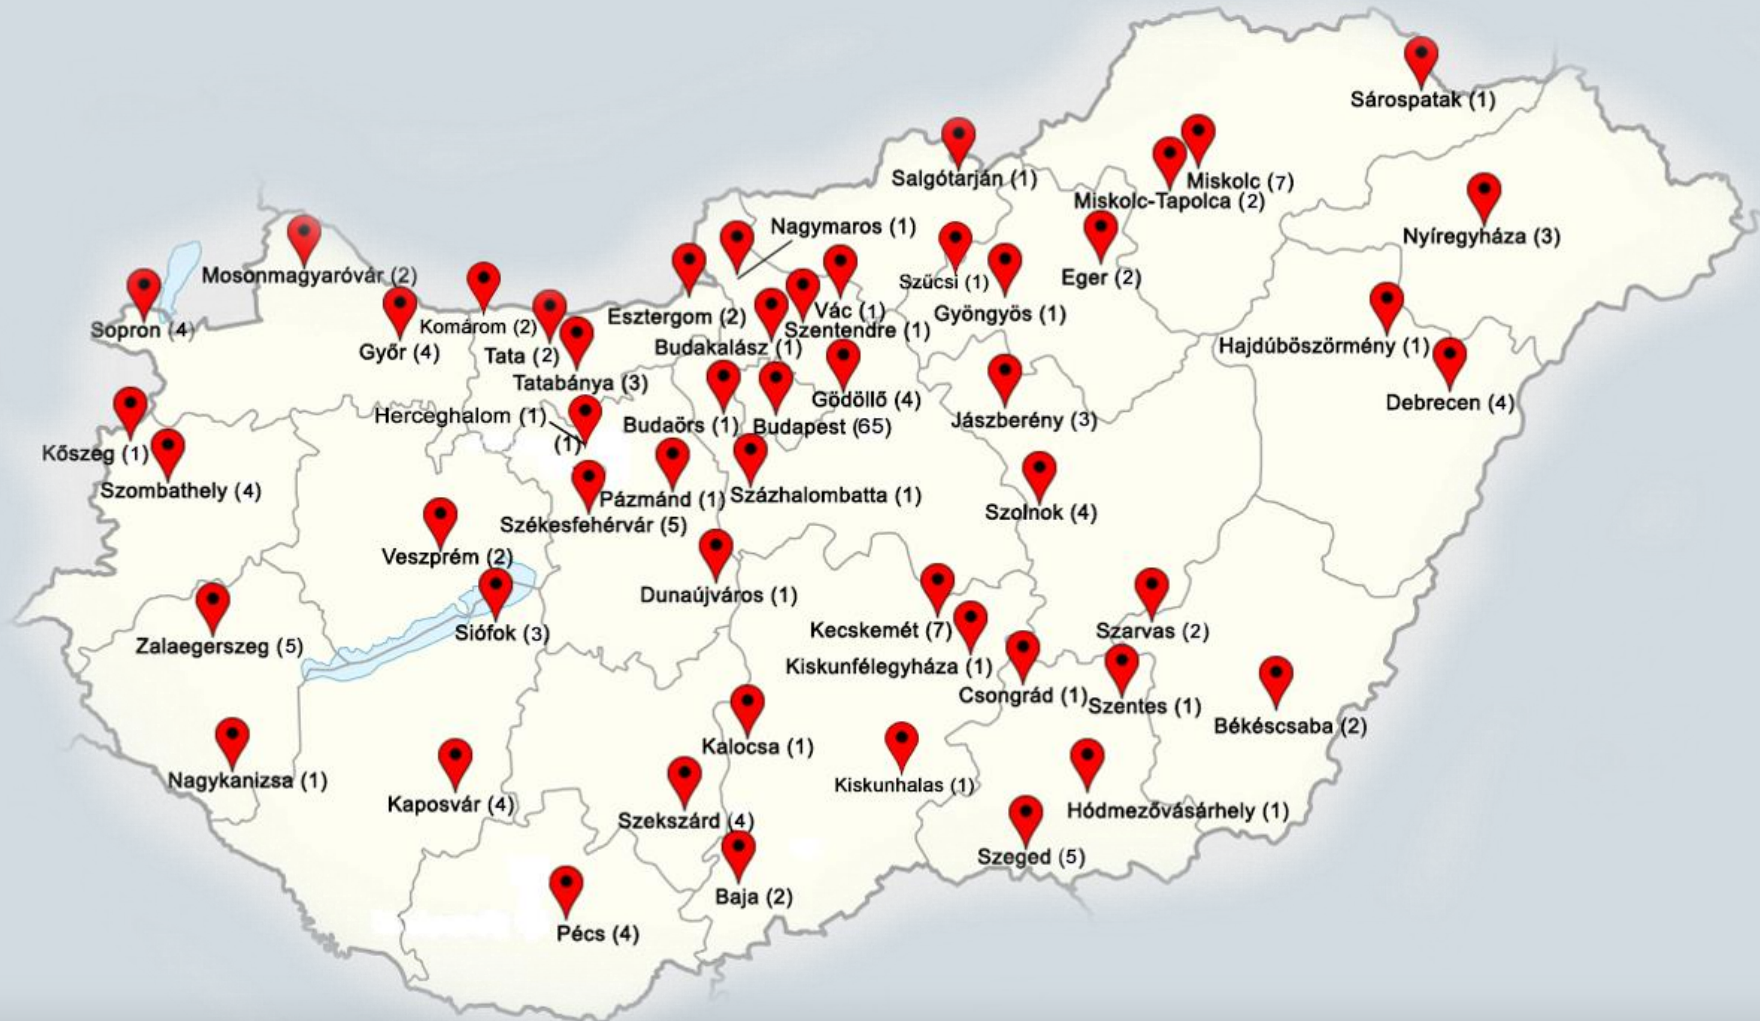 Sárospatak (1)
Salgótarján (1)
Miskolc (7)
Miskolc-Tapolca (2)
Nagymaros (1)
Nyíregyháza (3)
Mosonmagyaróvár (2)
Szűcsi (1)
Eger (2)
Sopron (4)
Komárom (2)
Esztergom (2)
Vác (1)
Gyöngyös (1)
Szentendre (1)
Győr (4)
Tata (2)
Budakalász (1)
Hajdúböszörmény (1)
Tatabánya (3)
Gödöllő (4)
Debrecen (4)
Herceghalom (1)
(1)
Budaörs (1)
Budapest (65)
Jászberény (3)
Kőszeg (1)
Szombathely (4)
Pázmánd (1)
Százhalombatta (1)
Székesfehérvár (5)
Szolnok (4)
Veszprém (2)
Dunaújváros (1)
Zalaegerszeg (5)
Siófok (3)
Kecskemét (7)
Szarvas (2)
Kiskunfélegyháza (1)
Csongrád (1)
Szentes (1)
Békéscsaba (2)
Kalocsa (1)
Nagykanizsa (1)
Kiskunhalas (1)
Kaposvár (4)
Szekszárd (4)
Hódmezővásárhely (1)
Szeged (5)
Baja (2)
Pécs (4)